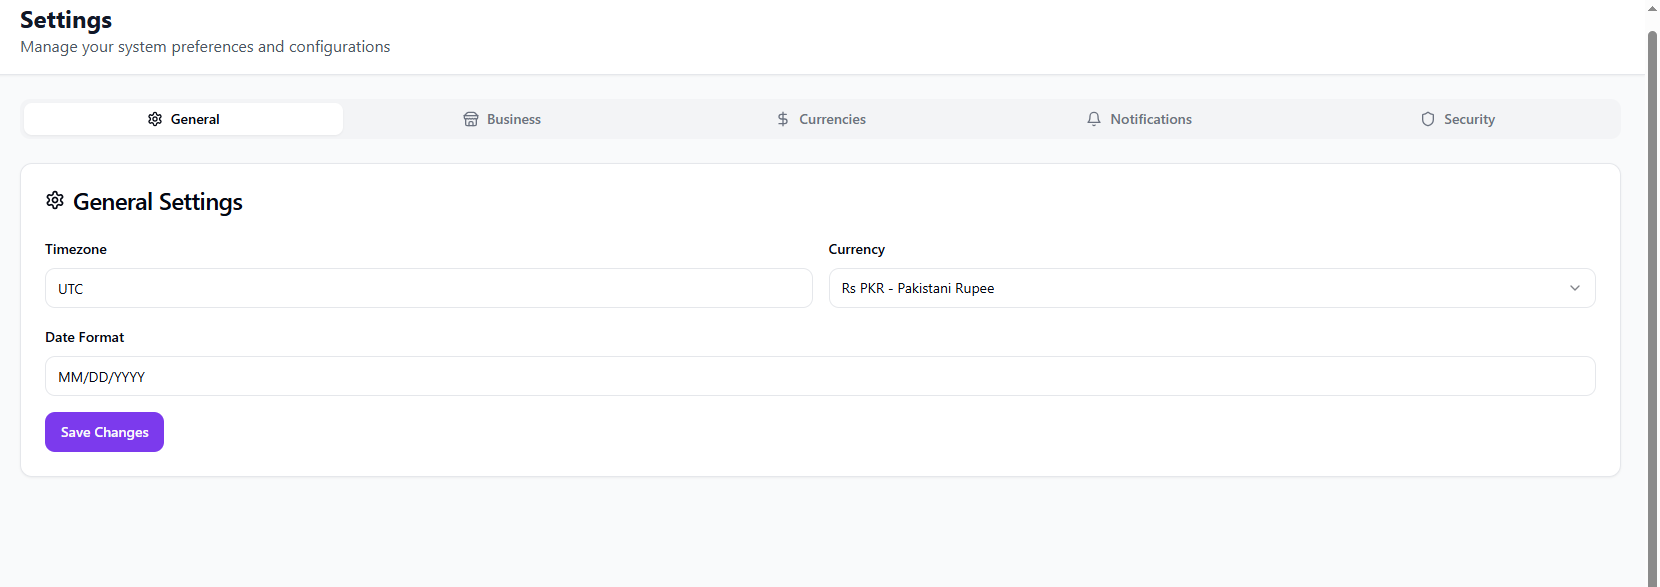 Settings
Manage your system preferences and configurations
General
Business
Currencies
Notifications
Security
General Settings
Timezone
Currency
UTC
Rs PKR - Pakistani Rupee
Date Format
MM/DD/YYYY
Save Changes